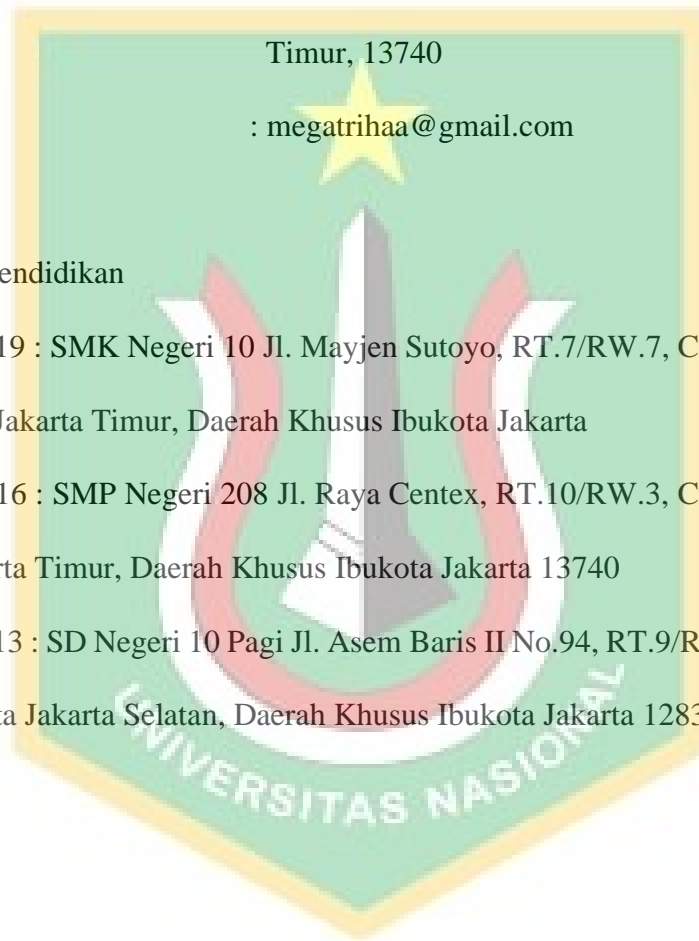 Timur, 13740
: megatrihaa@gmail.com
endidikan
19 : SMK Negeri 10 Jl. Mayjen Sutoyo, RT.7/RW.7, C
Jakarta Timur, Daerah Khusus Ibukota Jakarta
16 : SMP Negeri 208 Jl. Raya Centex, RT.10/RW.3, C
rta Timur, Daerah Khusus Ibukota Jakarta 13740
13 : SD Negeri 10 Pagi Jl. Asem Baris II No.94, RT.9/R
ta Jakarta Selatan, Daerah Khusus Ibukota Jakarta 1283
UNIVERSITAS NASIONAL